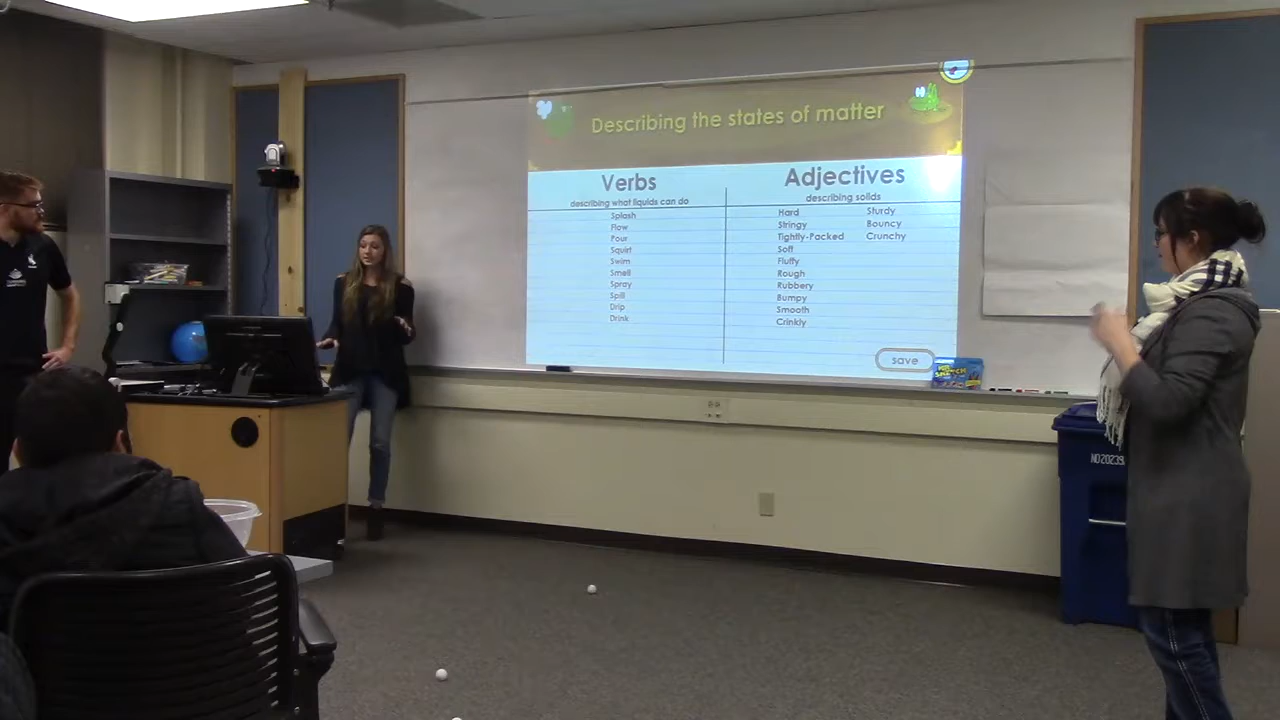 Describing the states of matter
Verbs
describing what liquids can do
Splash
Flow
Pour
Squirt
Swim
Smell
Spray
Spill
Drip
Drink
Adjectives
describing solids
Hard Sturdy
Stringy Bouncy
Tightly-Packed Crunchy
Soft
Fluffy
Rough
Rubbery
Bumpy
Smooth
Crinkly
save